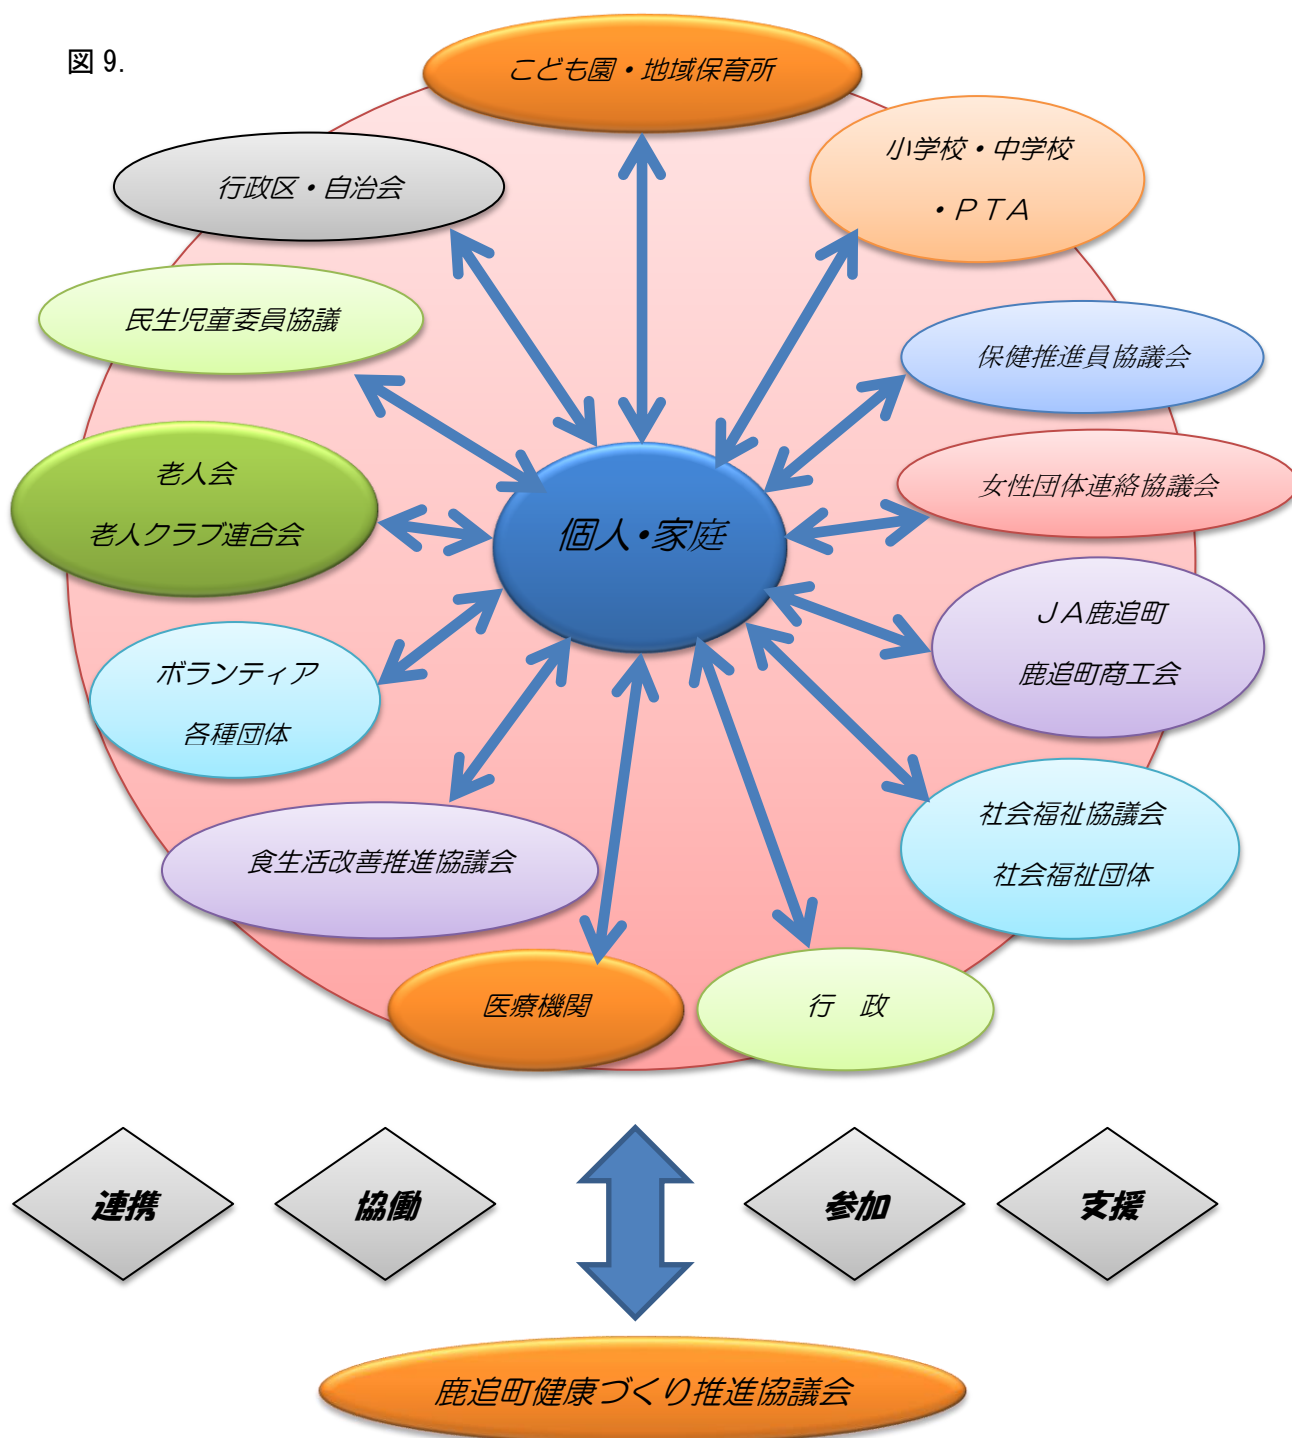 図 9.
こども園・地域保育所
小学校・中学校
・ＰＴＡ
行政区・自治会
民生児童委員協議
保健推進員協議会
老人会
老人クラブ連合会
女性団体連絡協議会
個人・家庭
ＪＡ鹿追町
鹿追町商工会
ボランティア
各種団体
社会福祉協議会
社会福祉団体
食生活改善推進協議会
医療機関
行　政
連携
協働
参加
支援
鹿追町健康づくり推進協議会